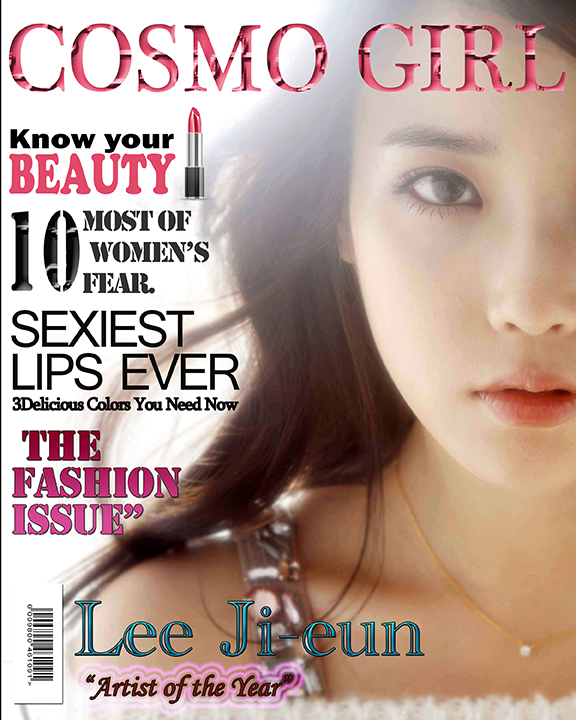 COSMO GIRL
Know your
BEAUTY
10 MOST OF
WOMEN'S
FEAR.
SEXIEST
LIPS EVER
3Delicious Colors You Need Now
THE
FASHION
ISSUE”
Lee Ji-eun
“Artist of the Year”